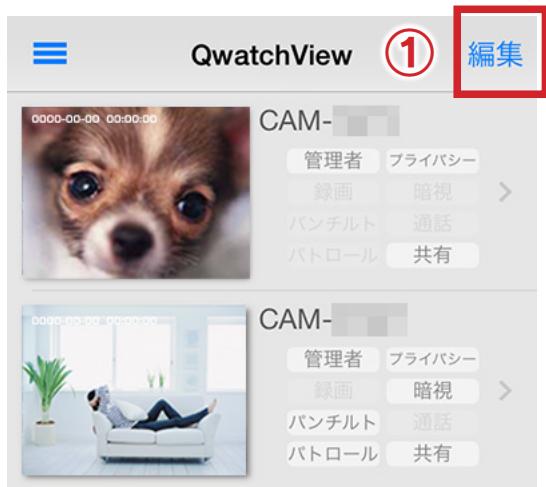 QwatchView
①
編集
0000-00-00 00:00:00
CAM-
管理者 プライバシー
録画 暗視
パンチルト 通話
パトロール 共有
0000-00-00 00:00:00
CAM-
管理者 プライバシー
録画 暗視
パンチルト 通話
パトロール 共有